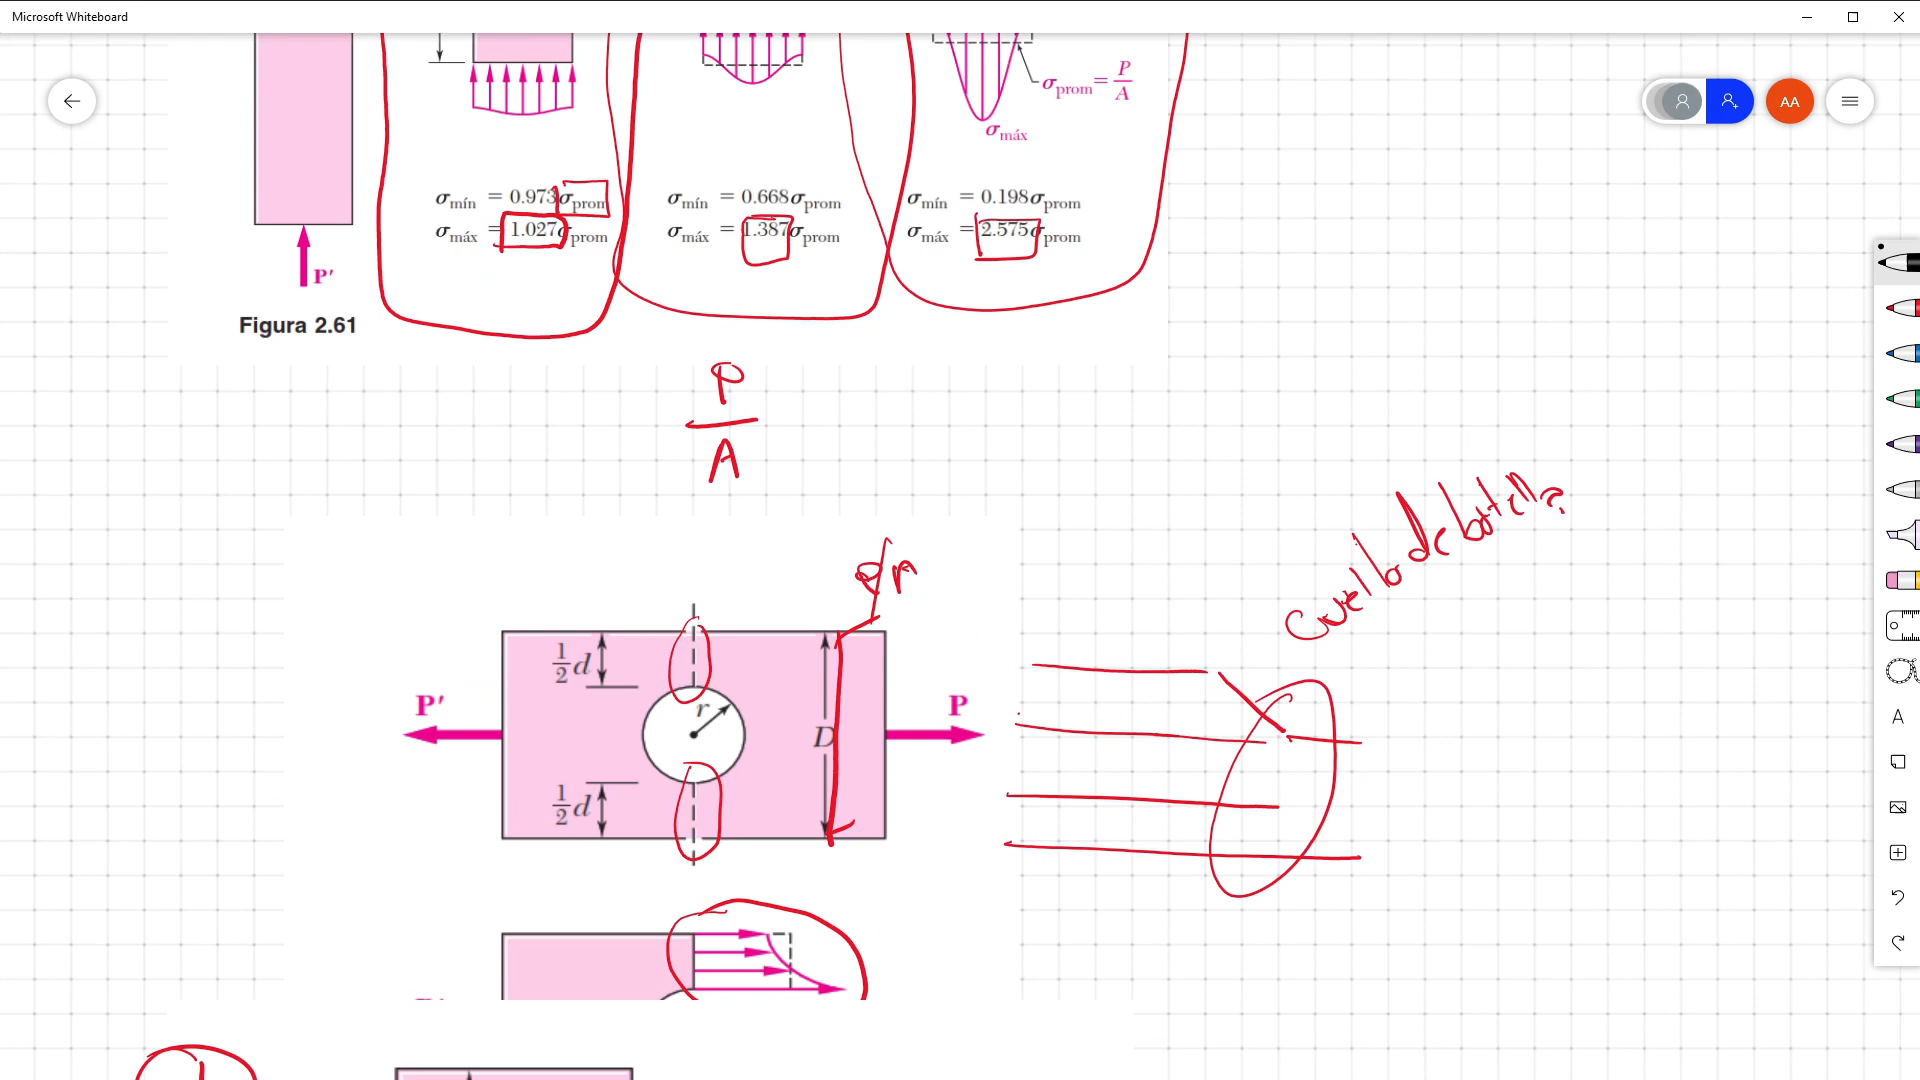 Microsoft Whiteboard
AA
σprom = P/A
σmáx
σmín = 0.973σprom
σmáx = 1.027σprom
σmín = 0.668σprom
σmáx = 1.387σprom
σmín = 0.198σprom
σmáx = 2.575σprom
P'
Figura 2.61
P
A
1/2 d
r
P'
P
D
1/2 d
Cuello de botella
A